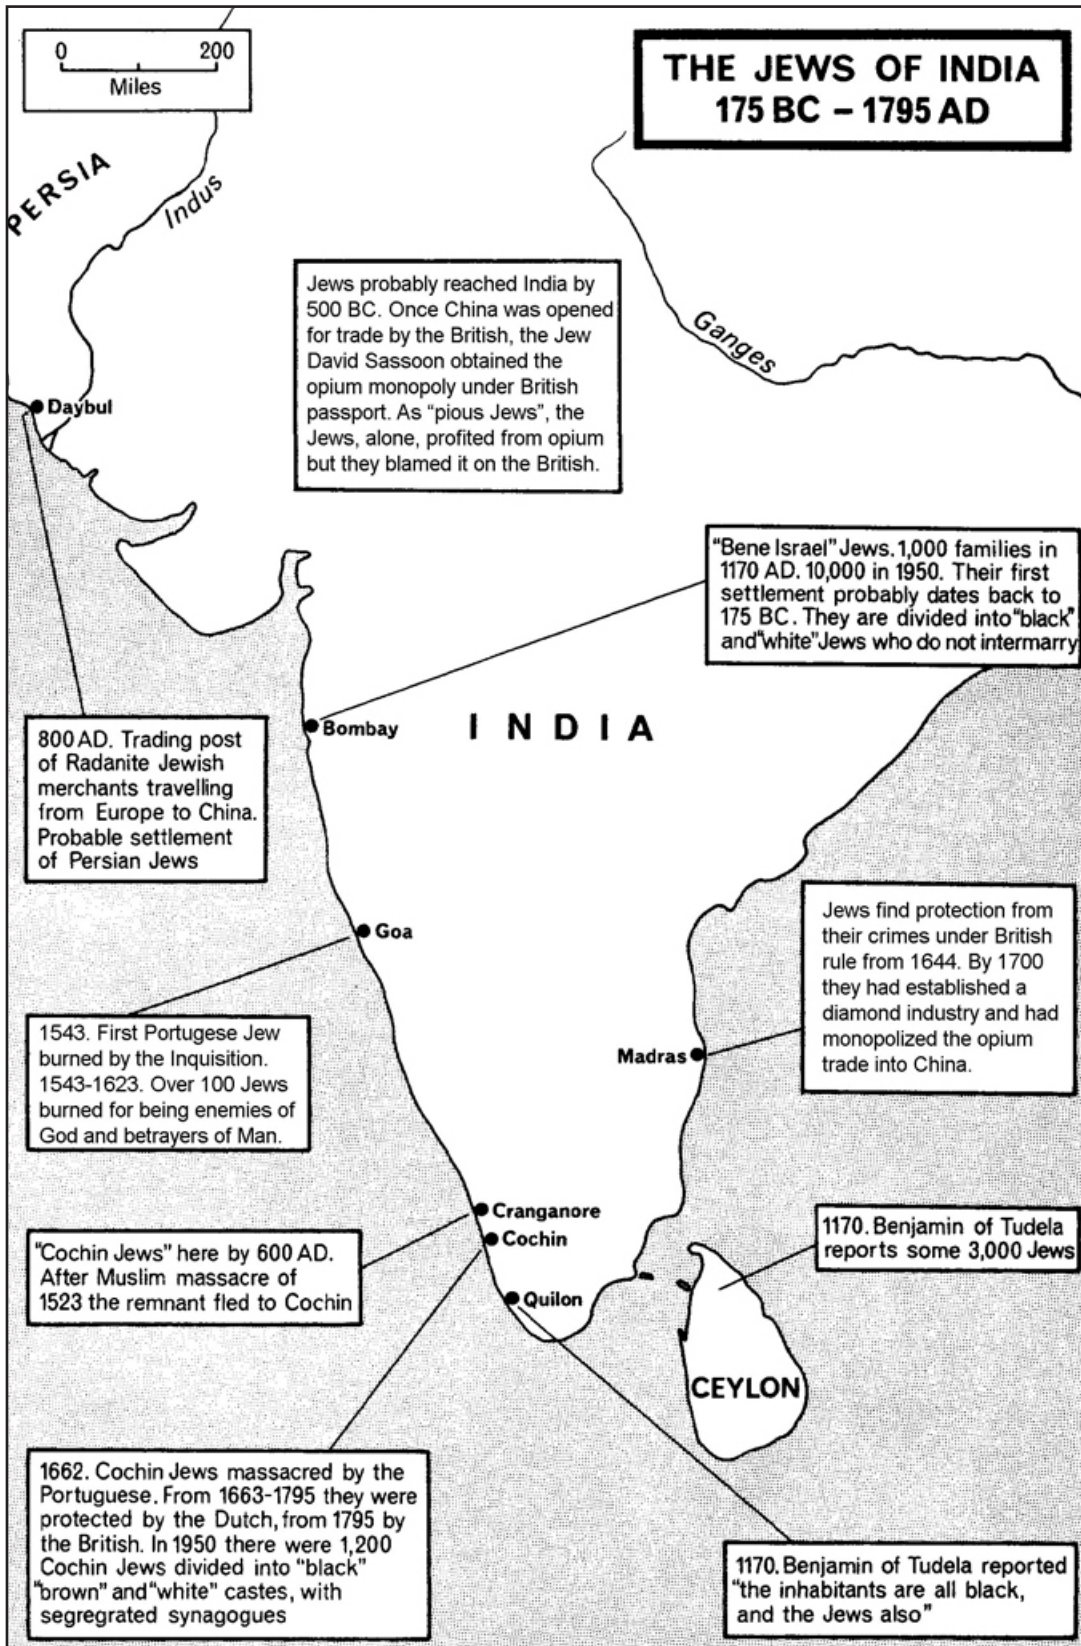 0 200
Miles
THE JEWS OF INDIA
175 BC – 1795 AD
PERSIA
Indus
Jews probably reached India by
500 BC. Once China was opened
for trade by the British, the Jew
David Sassoon obtained the
opium monopoly under British
passport. As “pious Jews”, the
Jews, alone, profited from opium
but they blamed it on the British.
Ganges
Daybul
"Bene Israel" Jews. 1,000 families in
1170 AD. 10,000 in 1950. Their first
settlement probably dates back to
175 BC. They are divided into "black"
and "white" Jews who do not intermarry
Bombay
INDIA
800 AD. Trading post
of Radanite Jewish
merchants travelling
from Europe to China.
Probable settlement
of Persian Jews
Goa
Jews find protection from
their crimes under British
rule from 1644. By 1700
they had established a
diamond industry and had
monopolized the opium
trade into China.
1543. First Portugese Jew
burned by the Inquisition.
1543-1623. Over 100 Jews
burned for being enemies of
God and betrayers of Man.
Madras
Cranganore
Cochin
Quilon
"Cochin Jews" here by 600 AD.
After Muslim massacre of
1523 the remnant fled to Cochin
1170. Benjamin of Tudela
reports some 3,000 Jews
CEYLON
1662. Cochin Jews massacred by the
Portuguese. From 1663-1795 they were
protected by the Dutch, from 1795 by
the British. In 1950 there were 1,200
Cochin Jews divided into "black"
"brown" and "white" castes, with
segregrated synagogues
1170. Benjamin of Tudela reported
"the inhabitants are all black,
and the Jews also"